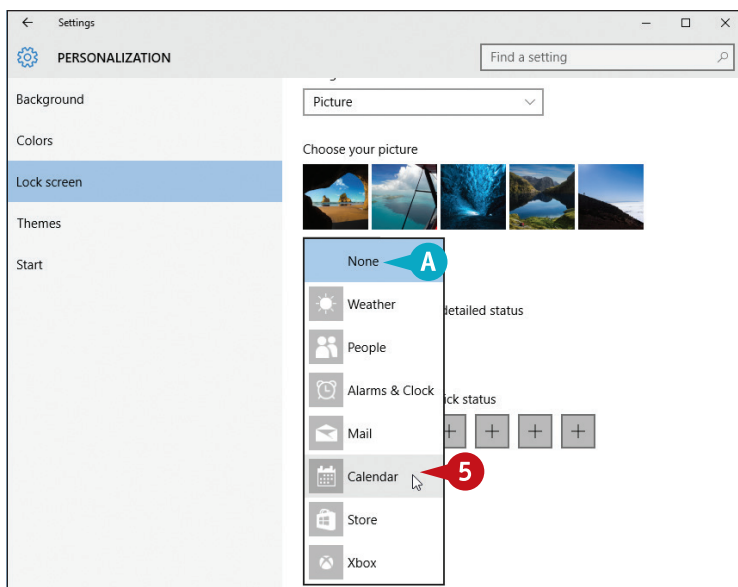 Settings
PERSONALIZATION
Find a setting
Background
Colors
Lock screen
Themes
Start
Picture
Choose your picture
None
A
Weather
detailed status
People
Alarms & Clock
ick status
Mail
Calendar
5
Store
Xbox